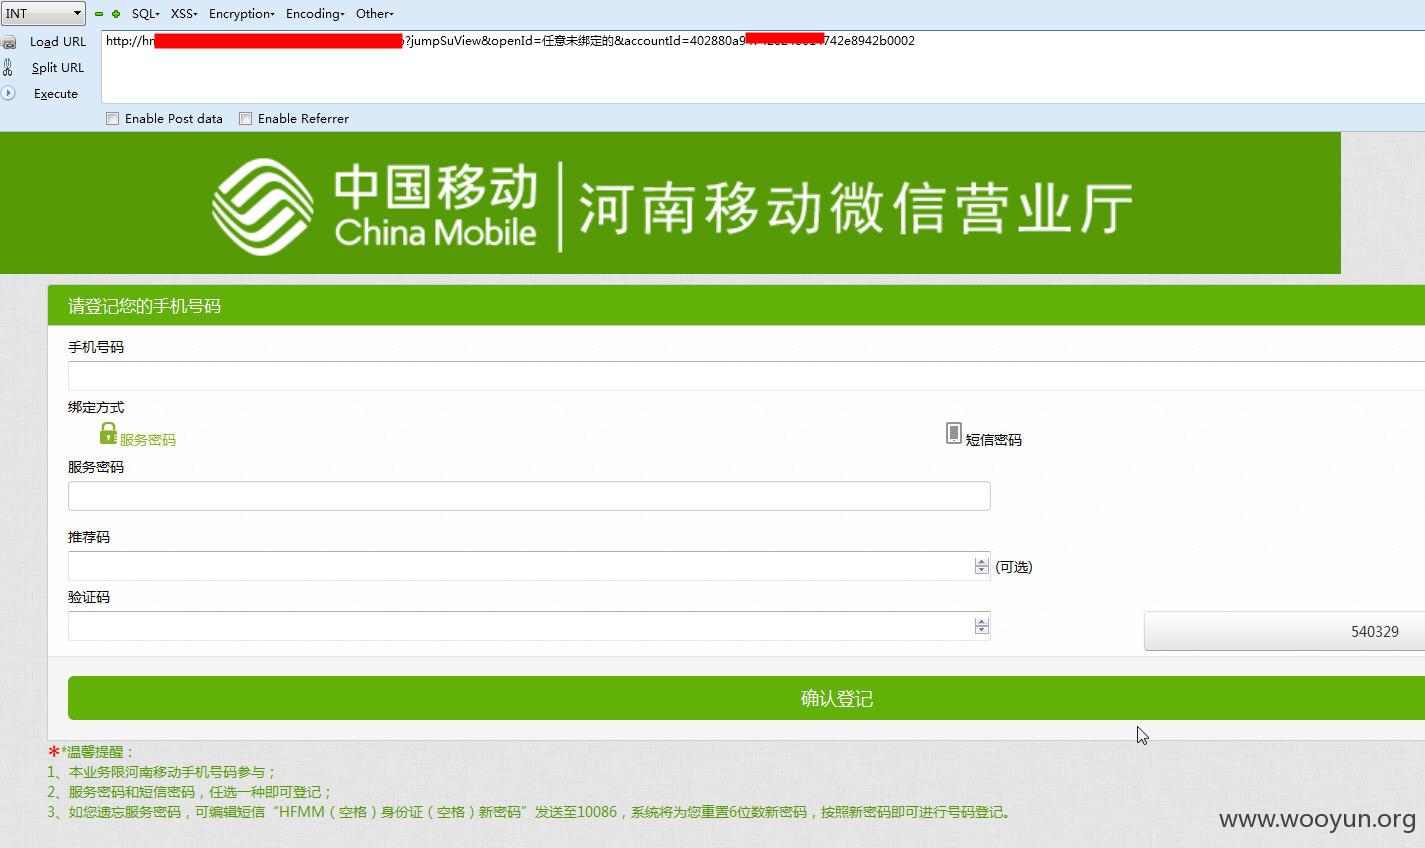 INT SQL XSS Encryption Encoding Other
Load URL http://hn
?jumpSuView&openId=任意未绑定的&accountId=402880a9
742e8942b0002
Split URL
Execute
Enable Post data Enable Referrer
中国移动 China Mobile 河南移动微信营业厅
请登记您的手机号码
手机号码
绑定方式
服务密码 短信密码
服务密码
推荐码
(可选)
验证码
540329
确认登记
**温馨提醒：
1、本业务限河南移动手机号码参与；
2、服务密码和短信密码，任选一种即可登记；
3、如您遗忘服务密码，可编辑短信“HFMM（空格）身份证（空格）新密码”发送至10086，系统将为您重置6位数新密码，按照新密码即可进行号码登记。
www.wooyun.org